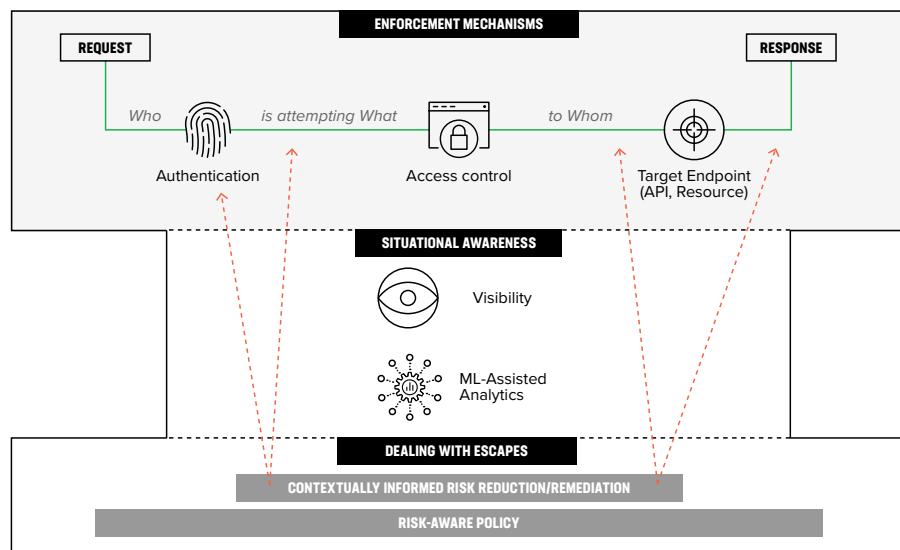 ENFORCEMENT MECHANISMS
REQUEST
RESPONSE
Who
is attempting What
to Whom
Authentication
Access control
Target Endpoint
(API, Resource)
SITUATIONAL AWARENESS
Visibility
ML-Assisted
Analytics
DEALING WITH ESCAPES
CONTEXTUALLY INFORMED RISK REDUCTION/REMEDIATION
RISK-AWARE POLICY